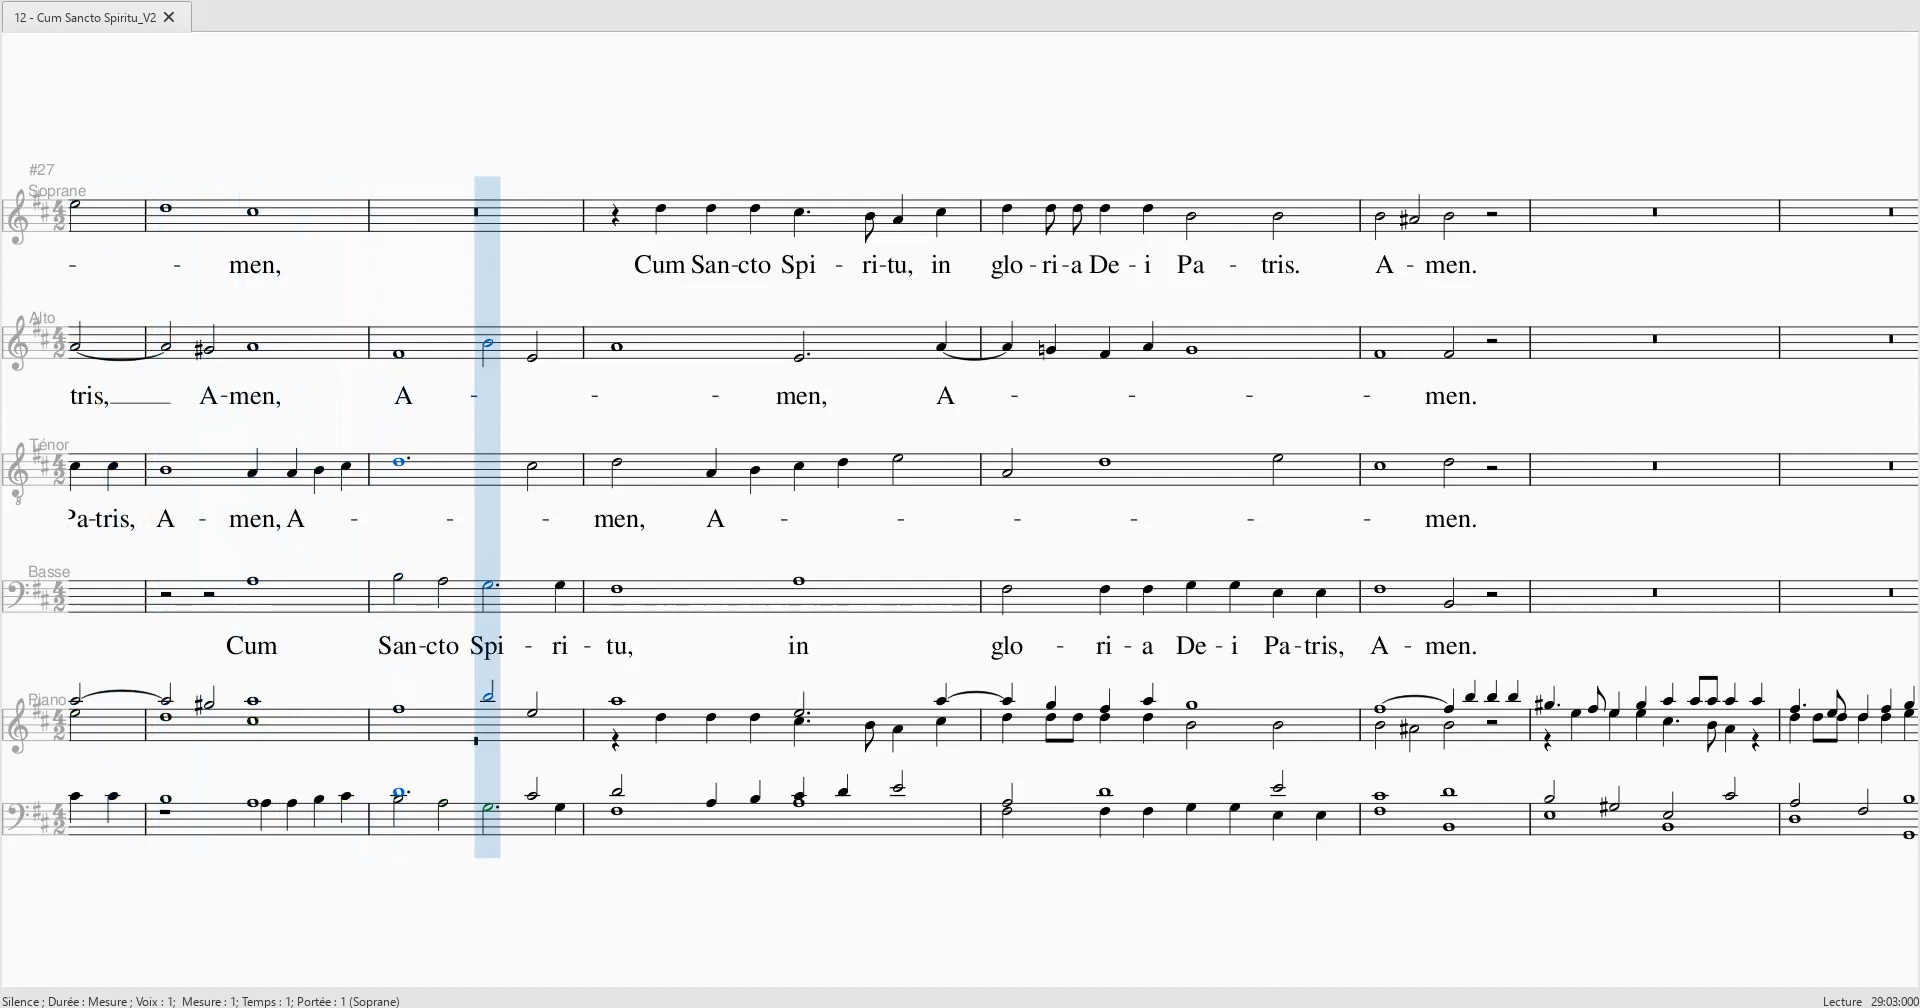 12 - Cum Sancto Spiritu_V2
#27
Soprane
- - men, Cum San-cto Spi - ri-tu, in glo - ri-a De - i Pa - tris. A - men.
Alto
tris, A-men, A - - - men, A - - - - men.
Ténor
Pa-tris, A - men, A - - - men, A - - - - - - men.
Basse
Cum San-cto Spi - ri - tu, in glo - ri - a De - i Pa-tris, A - men.
Piano
Silence ; Durée : Mesure ; Voix : 1; Mesure : 1; Temps : 1; Portée : 1 (Soprane)
Lecture 29:03:000